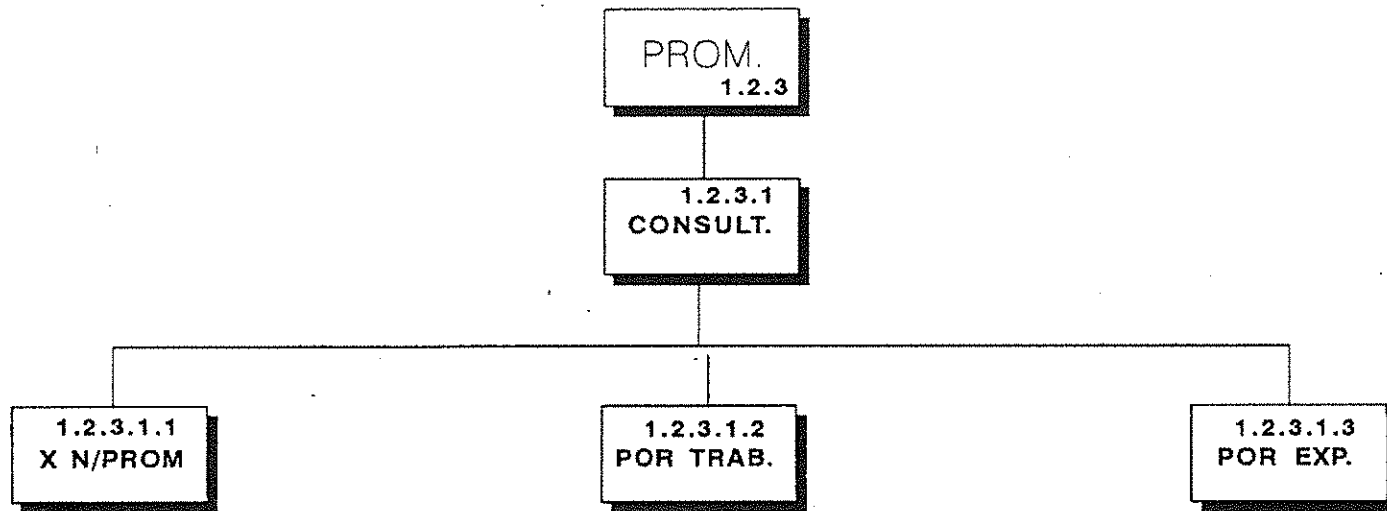 PROM.
1.2.3
1.2.3.1
CONSULT.
1.2.3.1.1
X N/PROM
1.2.3.1.2
POR TRAB.
1.2.3.1.3
POR EXP.